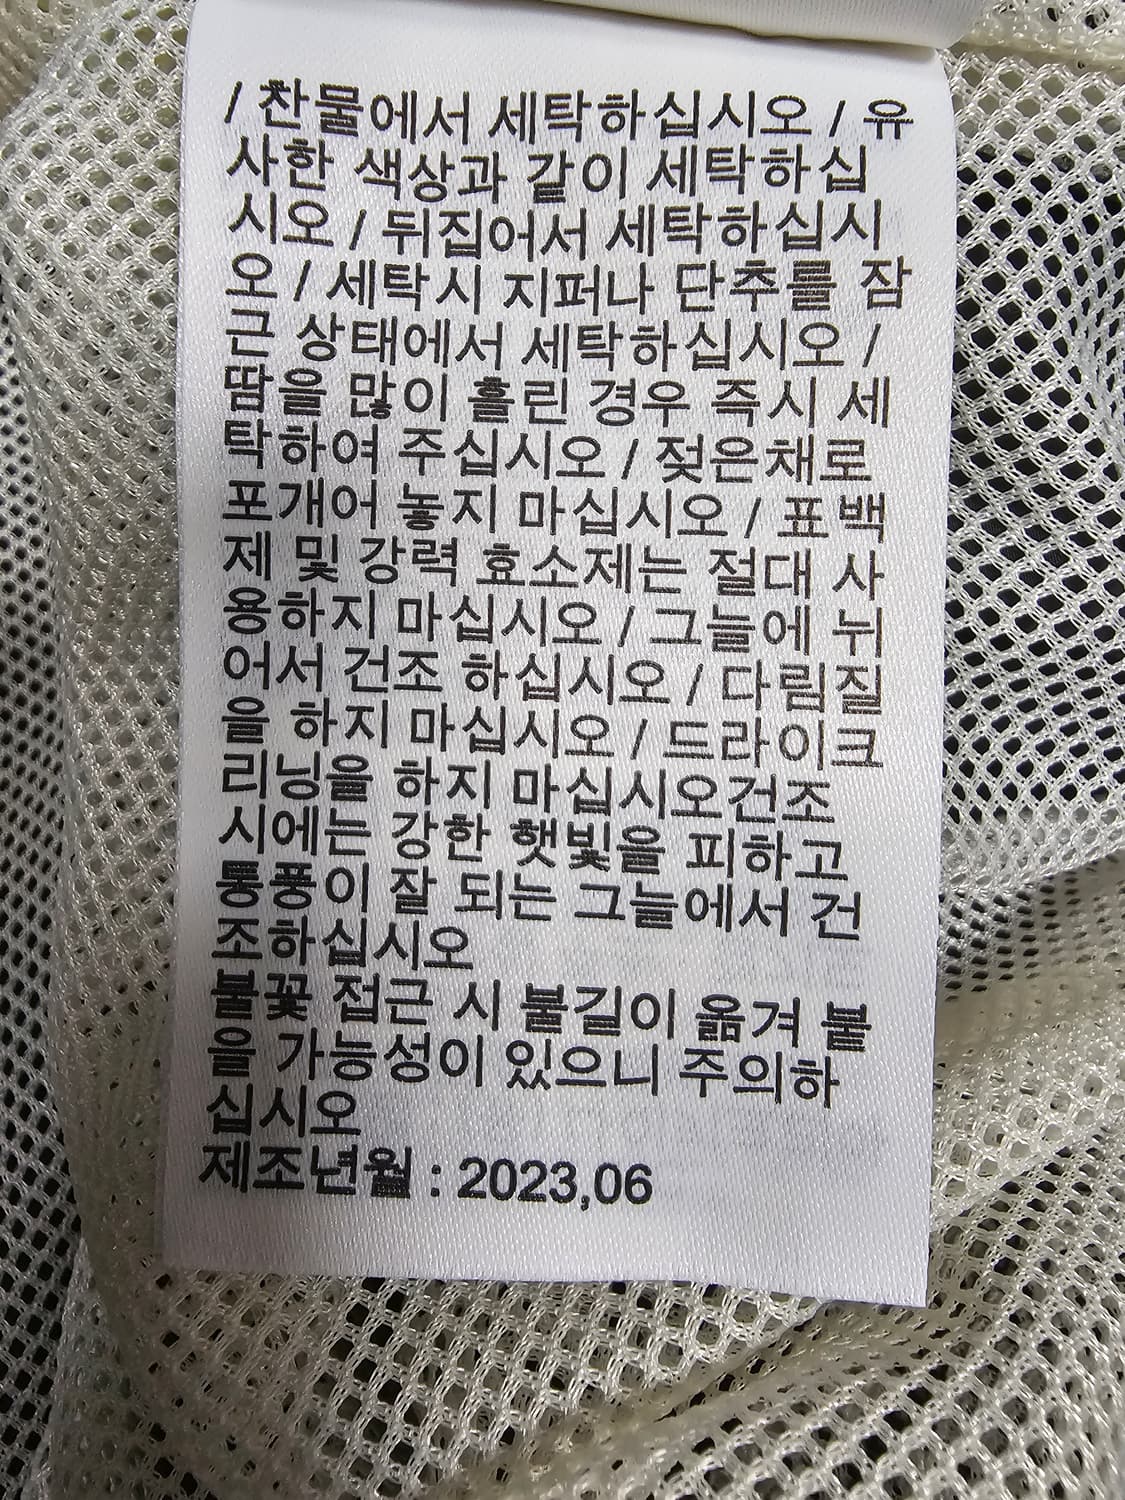 / 찬물에서 세탁하십시오 / 유
사한 색상과 같이 세탁하십
시오 / 뒤집어서 세탁하십시
오 / 세탁시 지퍼나 단추를 잠
근 상태에서 세탁하십시오 /
땀을 많이 흘린 경우 즉시 세
탁하여 주십시오 / 젖은채로
포개어 놓지 마십시오 / 표백
제 및 강력 효소제는 절대 사
용하지 마십시오 / 그늘에 뉘
어서 건조 하십시오 / 다림질
을 하지 마십시오 / 드라이크
리닝을 하지 마십시오건조
시에는 강한 햇빛을 피하고
통풍이 잘 되는 그늘에서 건
조하십시오
불꽃 접근 시 불길이 옮겨 붙
을 가능성이 있으니 주의하
십시오
제조년월 : 2023,06